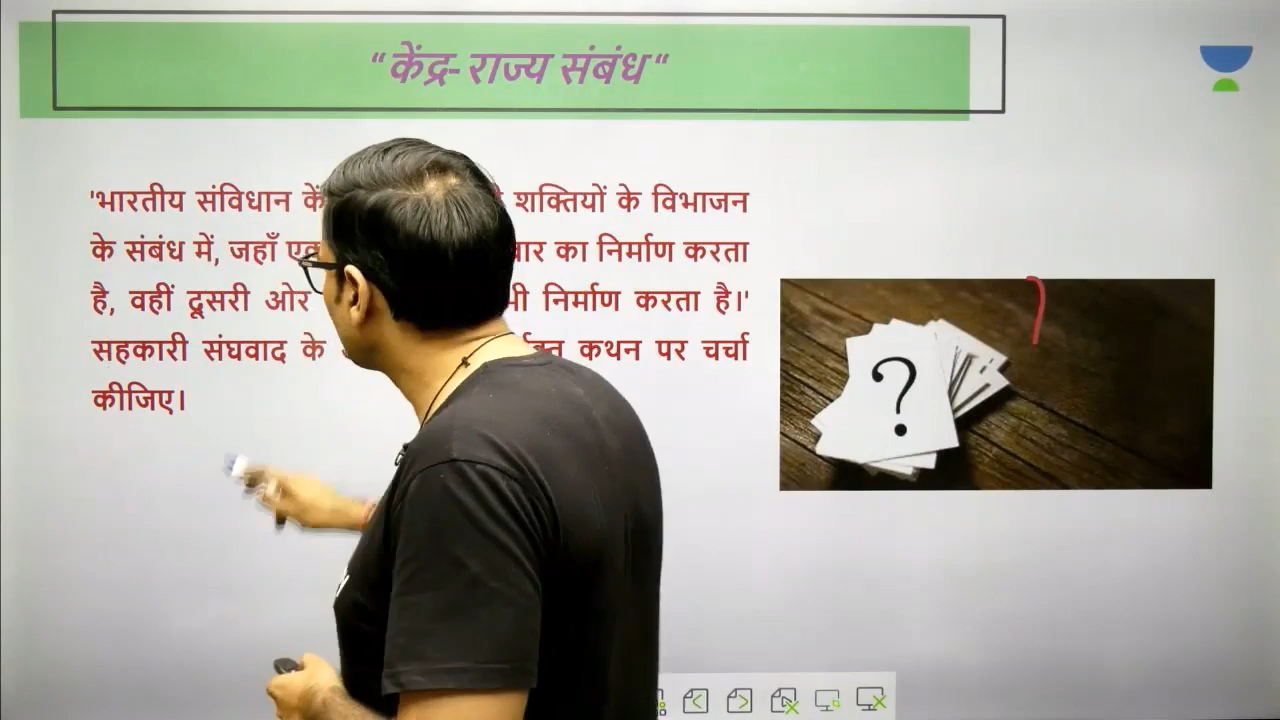 “केंद्र- राज्य संबंध“
'भारतीय संविधान शक्तियों के विभाजन
के संबंध में, जहाँ का निर्माण करता
है, वहीं दूसरी ओर निर्माण करता है।'
सहकारी संघवाद के कथन पर चर्चा
कीजिए।
?